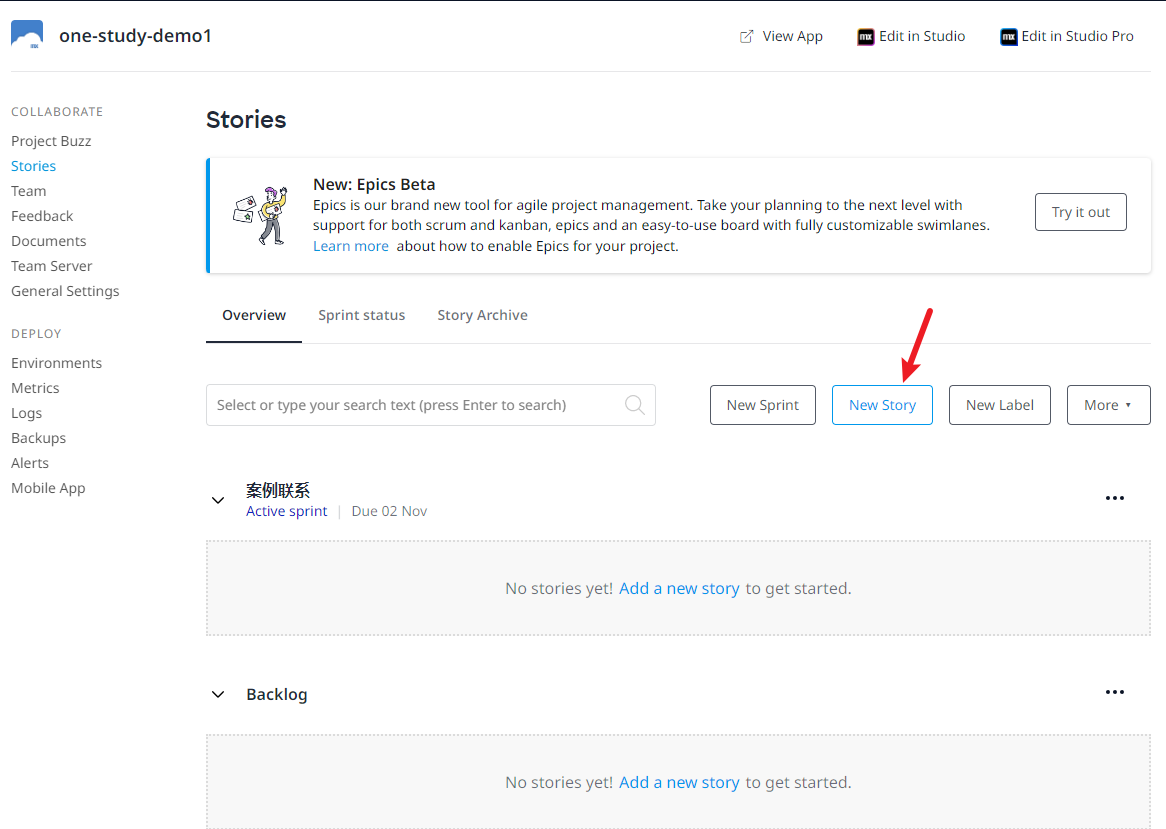 one-study-demo1
View App
Edit in Studio
Edit in Studio Pro
COLLABORATE
Project Buzz
Stories
Team
Feedback
Documents
Team Server
General Settings
DEPLOY
Environments
Metrics
Logs
Backups
Alerts
Mobile App
Stories
New: Epics Beta
Epics is our brand new tool for agile project management. Take your planning to the next level with
support for both scrum and kanban, epics and an easy-to-use board with fully customizable swimlanes.
Learn more about how to enable Epics for your project.
Try it out
Overview
Sprint status
Story Archive
Select or type your search text (press Enter to search)
New Sprint
New Story
New Label
More
案例联系
Active sprint | Due 02 Nov
No stories yet! Add a new story to get started.
Backlog
No stories yet! Add a new story to get started.